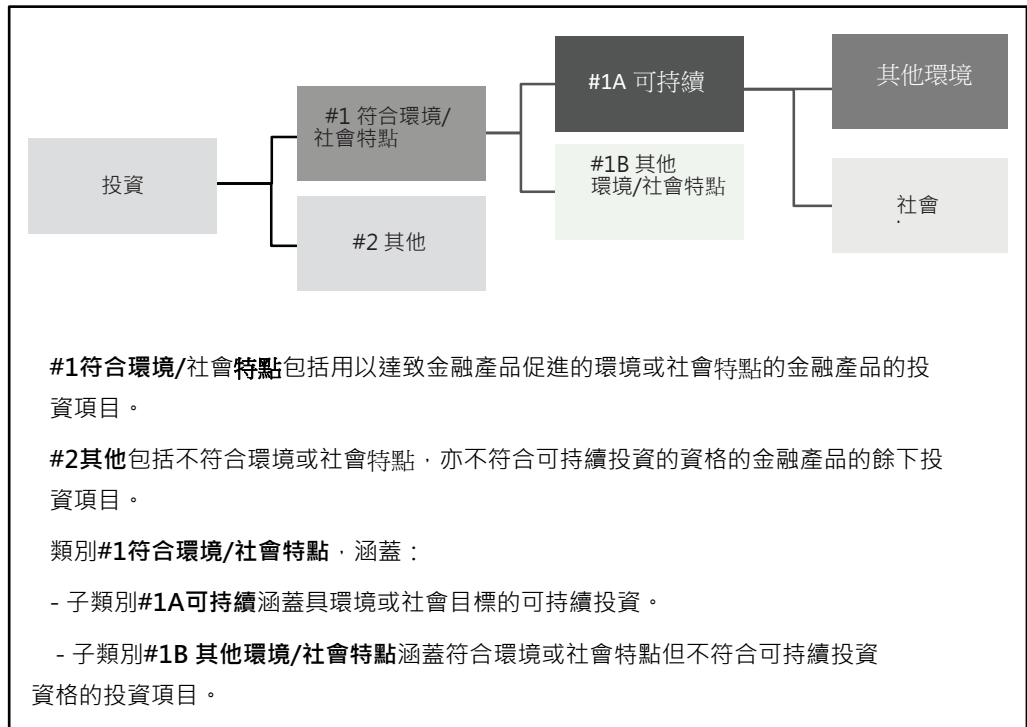 投資
#1 符合環境/
社會特點
#2 其他
#1A 可持續
#1B 其他
環境/社會特點
其他環境
社會
.
#1符合環境/社會特點包括用以達致金融產品促進的環境或社會特點的金融產品的投
資項目。
#2其他包括不符合環境或社會特點，亦不符合可持續投資的資格的金融產品的餘下投
資項目。
類別#1符合環境/社會特點，涵蓋：
- 子類別#1A可持續涵蓋具環境或社會目標的可持續投資。
- 子類別#1B 其他環境/社會特點涵蓋符合環境或社會特點但不符合可持續投資
資格的投資項目。